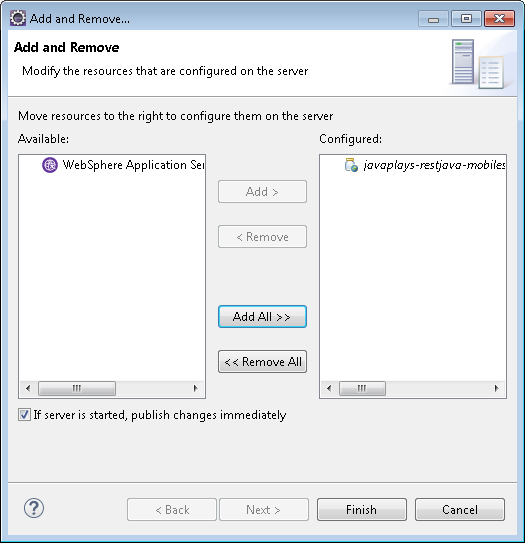 Add and Remove...
Add and Remove
Modify the resources that are configured on the server
Move resources to the right to configure them on the server
Available:
Configured:
WebSphere Application Ser
javaplays-restjava-mobiles
Add >
< Remove
Add All >>
<< Remove All
If server is started, publish changes immediately
?
< Back
Next >
Finish
Cancel